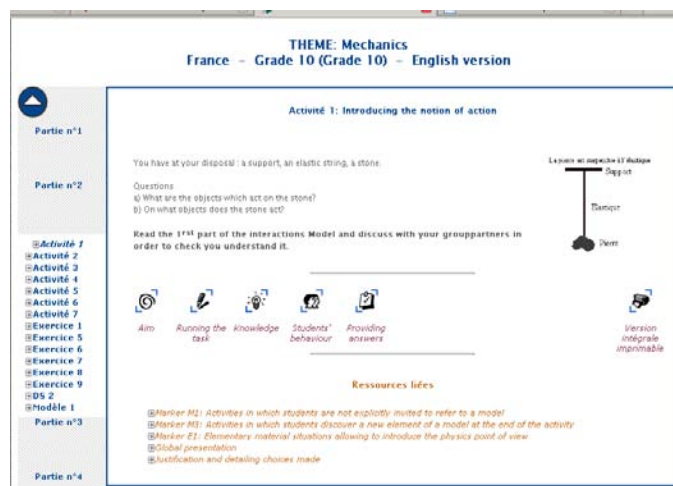 THEME: Mechanics
France - Grade 10 (Grade 10) - English version
Partie n°1
Partie n°2
Activité 1
Activité 2
Activité 3
Activité 4
Activité 5
Activité 6
Activité 7
Exercice 1
Exercice 5
Exercice 6
Exercice 7
Exercice 8
Exercice 9
DS 2
Modèle 1
Partie n°3
Partie n°4
Activité 1: Introducing the notion of action
You have at your disposal : a support, an elastic string, a stone.
Questions
a) What are the objects which act on the stone?
b) On what objects does the stone act?
Read the 1rst part of the interactions Model and discuss with your grouppartners in
order to check you understand it.
La pierre est suspendue à l'élastique
Support
Elastique
Pierre
Aim
Running the
task
Knowledge
Students'
behaviour
Providing
answers
Version
intégrale
imprimable
Ressources liées
Marker M1: Activities in which students are not explicitly invited to refer to a model
Marker M3: Activities in which students discover a new element of a model at the end of the activity
Marker E1: Elementary material situations allowing to introduce the physics point of view
Global presentation
Justification and detailing choices made